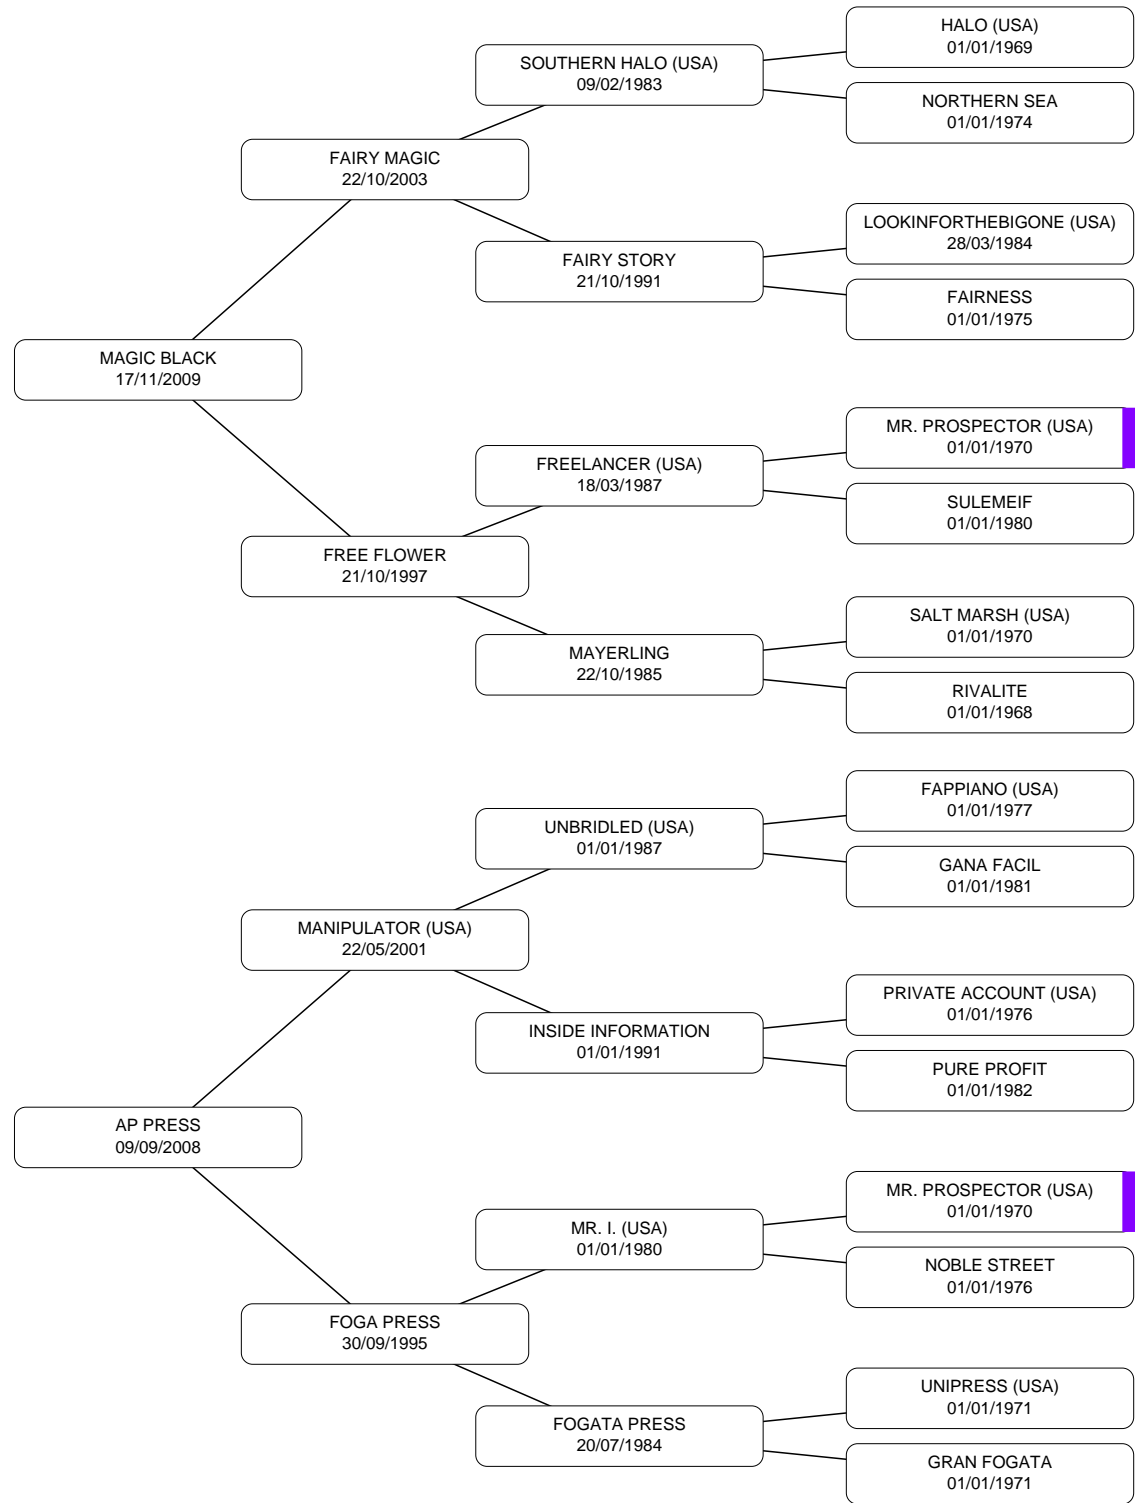 HALO (USA)
01/01/1969
SOUTHERN HALO (USA)
09/02/1983
NORTHERN SEA
01/01/1974
FAIRY MAGIC
22/10/2003
LOOKINFORTHEBIGONE (USA)
28/03/1984
FAIRY STORY
21/10/1991
FAIRNESS
01/01/1975
MAGIC BLACK
17/11/2009
MR. PROSPECTOR (USA)
01/01/1970
FREELANCER (USA)
18/03/1987
SULEMEIF
01/01/1980
FREE FLOWER
21/10/1997
SALT MARSH (USA)
01/01/1970
MAYERLING
22/10/1985
RIVALITE
01/01/1968
FAPPIANO (USA)
01/01/1977
UNBRIDLED (USA)
01/01/1987
GANA FACIL
01/01/1981
MANIPULATOR (USA)
22/05/2001
PRIVATE ACCOUNT (USA)
01/01/1976
INSIDE INFORMATION
01/01/1991
PURE PROFIT
01/01/1982
AP PRESS
09/09/2008
MR. PROSPECTOR (USA)
01/01/1970
MR. I. (USA)
01/01/1980
NOBLE STREET
01/01/1976
FOGA PRESS
30/09/1995
UNIPRESS (USA)
01/01/1971
FOGATA PRESS
20/07/1984
GRAN FOGATA
01/01/1971